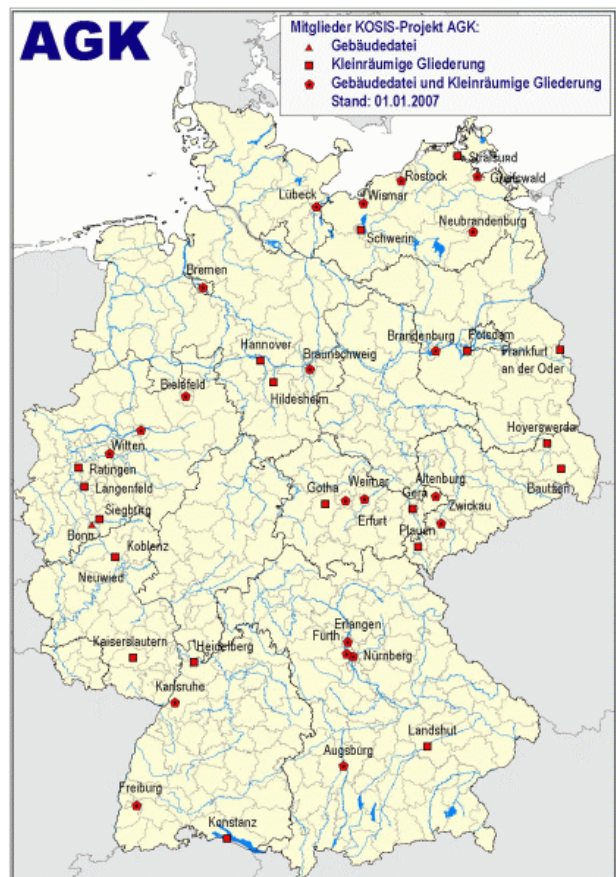 AGK
Mitglieder KOSIS-Projekt AGK:
Gebäudedatei
Kleinräumige Gliederung
Gebäudedatei und Kleinräumige Gliederung
Stand: 01.01.2007
Stralsund
Greifswald
Rostock
Lübeck
Wismar
Schwerin
Neubrandenburg
Bremen
Hannover
Braunschweig
Brandenburg
Potsdam
Frankfurt
an der Oder
Hildesheim
Bielefeld
Hoyerswerda
Witten
Ratingen
Langenfeld
Bautzen
Gotha
Weimar
Altenburg
Gera
Zwickau
Erfurt
Siegburg
Bonn
Plauen
Koblenz
Neuwied
Erlangen
Fürth
Nürnberg
Kaiserslautern
Heidelberg
Karlsruhe
Landshut
Augsburg
Freiburg
Konstanz